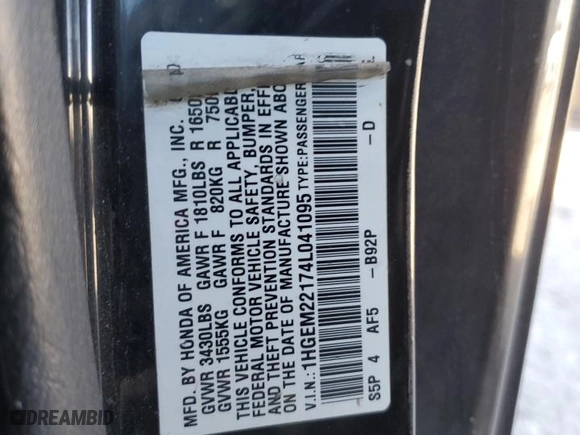 MFD. BY HONDA OF AMERICA MFG., INC.
GVWR 3430LBS GAWR F 1810LBS R 1650
GVWR 1555KG GAWR F 820KG R 750
THIS VEHICLE CONFORMS TO ALL APPLICABL
FEDERAL MOTOR VEHICLE SAFETY, BUMPER,
AND THEFT PREVENTION STANDARDS IN EFF
ON THE DATE OF MANUFACTURE SHOWN ABO
V.I.N.: 1HGEM22174L041095 TYPE:PASSENGER
S5P 4 AF5 -B92P -D
DREAMBID